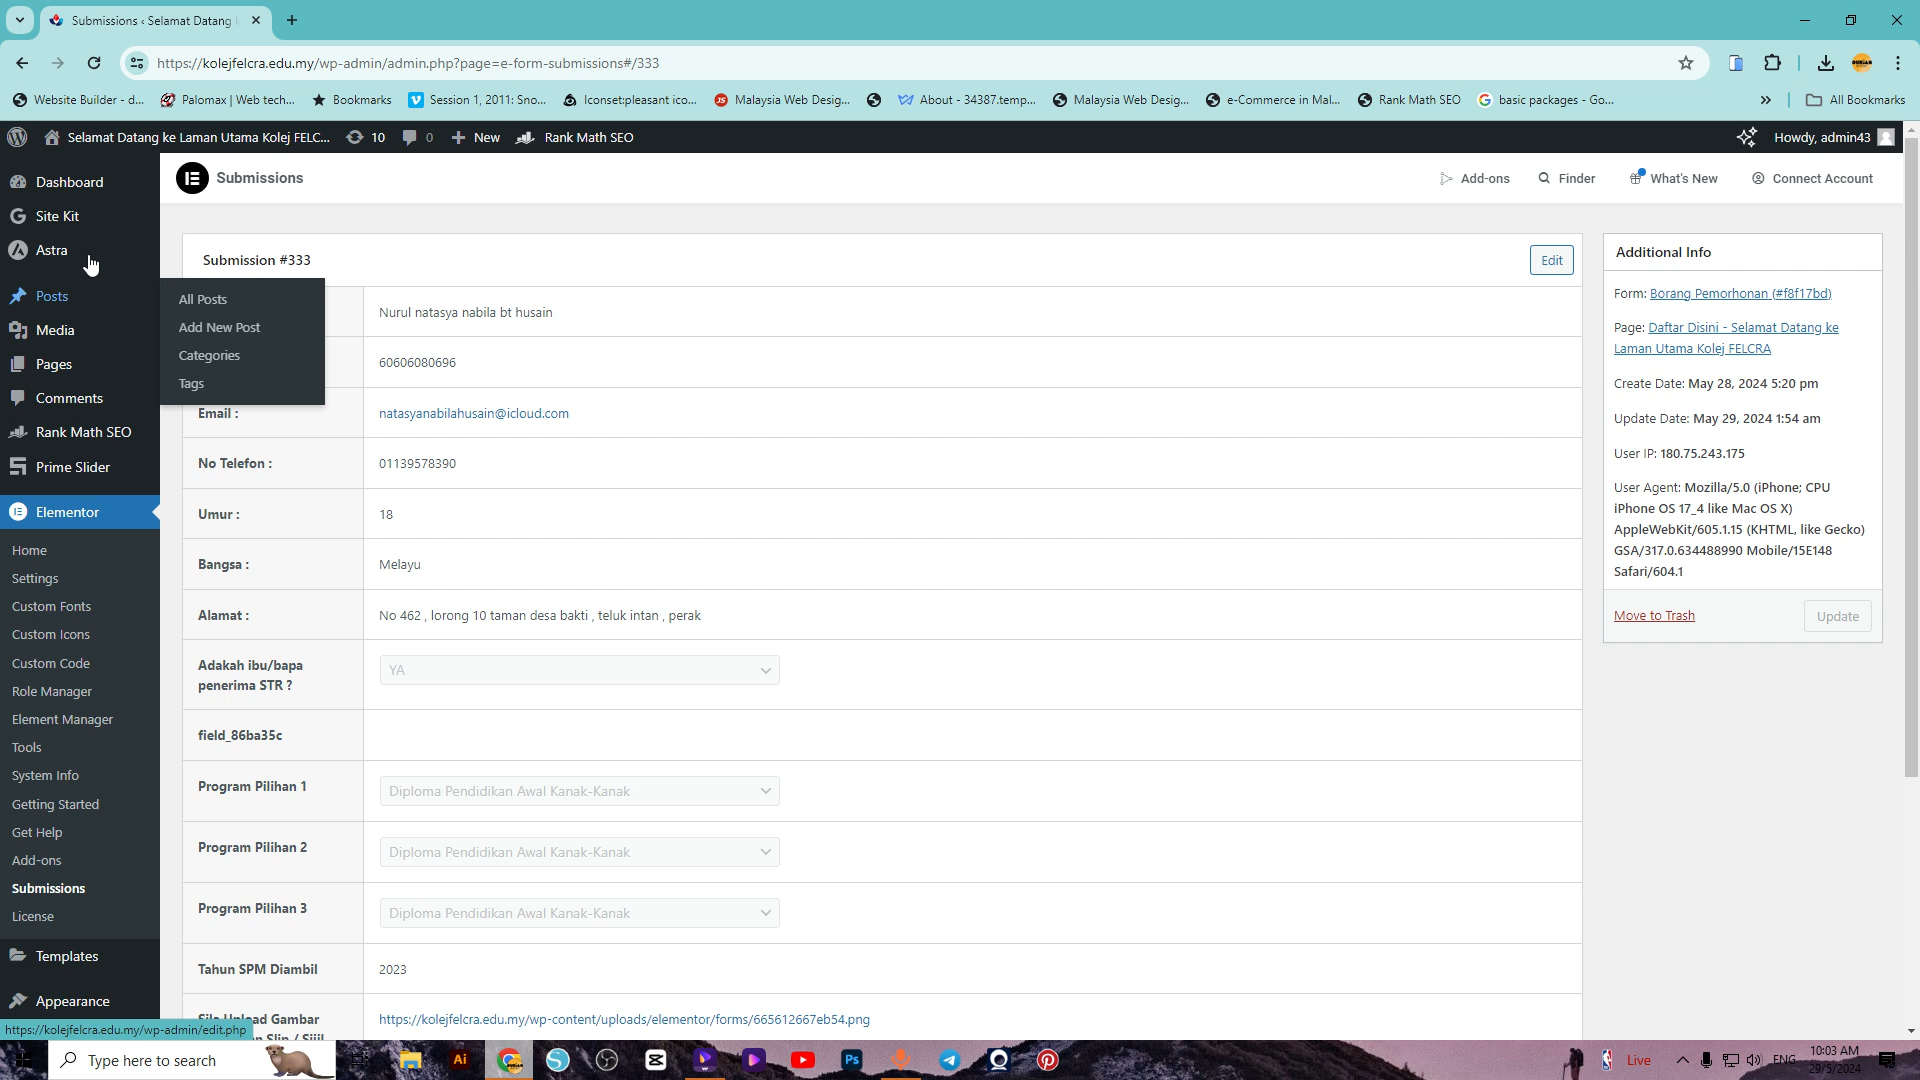 Submissions ‹ Selamat Datang
https://kolejfelcra.edu.my/wp-admin/admin.php?page=e-form-submissions#/333
Website Builder - d...
Palomax | Web tech...
Bookmarks
Session 1, 2011: Sno...
Iconset:pleasant ico...
Malaysia Web Desig...
About - 34387.temp...
Malaysia Web Desig...
e-Commerce in Mal...
Rank Math SEO
basic packages - Go...
»
All Bookmarks
Selamat Datang ke Laman Utama Kolej FELC...
10
0
New
Rank Math SEO
Howdy, admin43
Submissions
Add-ons
Finder
What's New
Connect Account
Dashboard
Site Kit
Astra
Posts
Media
Pages
Comments
Rank Math SEO
Prime Slider
Elementor
Home
Settings
Custom Fonts
Custom Icons
Custom Code
Role Manager
Element Manager
Tools
System Info
Getting Started
Get Help
Add-ons
Submissions
License
Templates
Appearance
https://kolejfelcra.edu.my/wp-admin/edit.php
All Posts
Add New Post
Categories
Tags
Submission #333
Edit
Nurul natasya nabila bt husain
60606080696
Email :
natasyanabilahusain@icloud.com
No Telefon :
01139578390
Umur :
18
Bangsa :
Melayu
Alamat :
No 462 , lorong 10 taman desa bakti , teluk intan , perak
Adakah ibu/bapa
penerima STR ?
YA
field_86ba35c
Program Pilihan 1
Diploma Pendidikan Awal Kanak-Kanak
Program Pilihan 2
Diploma Pendidikan Awal Kanak-Kanak
Program Pilihan 3
Diploma Pendidikan Awal Kanak-Kanak
Tahun SPM Diambil
2023
Gambar
https://kolejfelcra.edu.my/wp-content/uploads/elementor/forms/665612667eb54.png
Additional Info
Form: Borang Pemorhonan (#f8f17bd)
Page: Daftar Disini - Selamat Datang ke
Laman Utama Kolej FELCRA
Create Date: May 28, 2024 5:20 pm
Update Date: May 29, 2024 1:54 am
User IP: 180.75.243.175
User Agent: Mozilla/5.0 (iPhone; CPU
iPhone OS 17_4 like Mac OS X)
AppleWebKit/605.1.15 (KHTML, like Gecko)
GSA/317.0.634488990 Mobile/15E148
Safari/604.1
Move to Trash
Update
Type here to search
Ai
Ps
Live
ENG
10:03 AM
29/5/2024